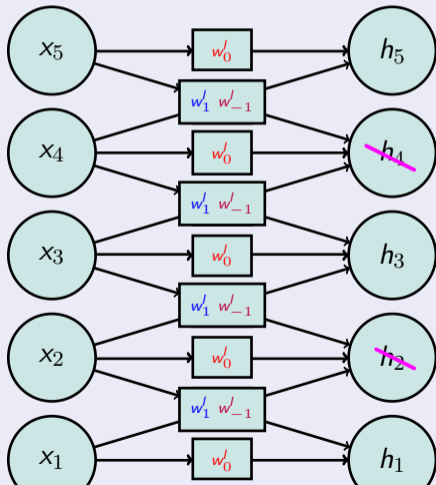 x₅ w₀ˡ h₅
w₁ˡ w₋₁ˡ
x₄ w₀ˡ h₄
w₁ˡ w₋₁ˡ
x₃ w₀ˡ h₃
w₁ˡ w₋₁ˡ
x₂ w₀ˡ h₂
w₁ˡ w₋₁ˡ
x₁ w₀ˡ h₁